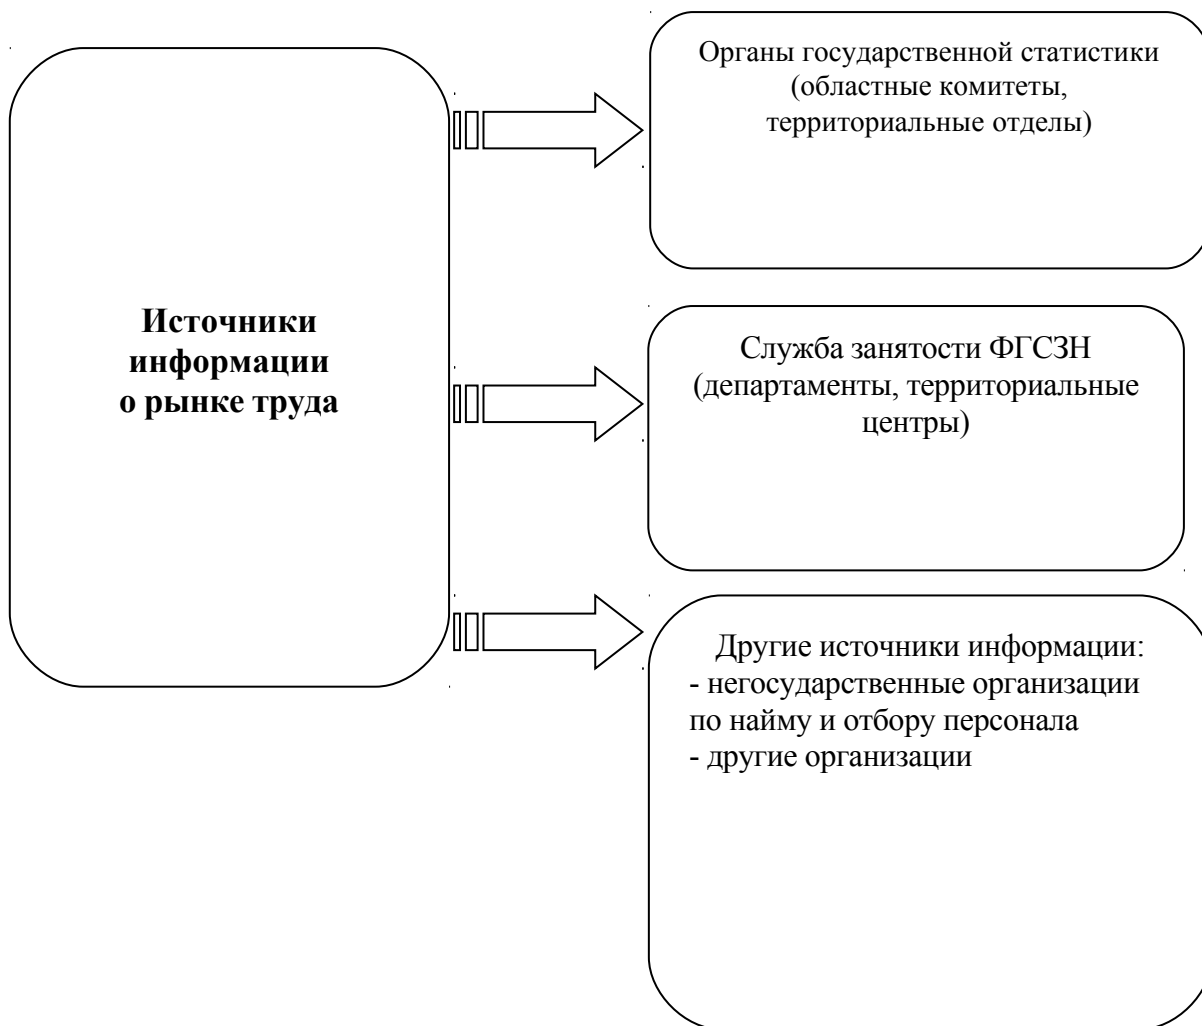 Источники
информации
о рынке труда
Органы государственной статистики
(областные комитеты,
территориальные отделы)
Служба занятости ФГСЗН
(департаменты, территориальные
центры)
Другие источники информации:
- негосударственные организации
по найму и отбору персонала
- другие организации